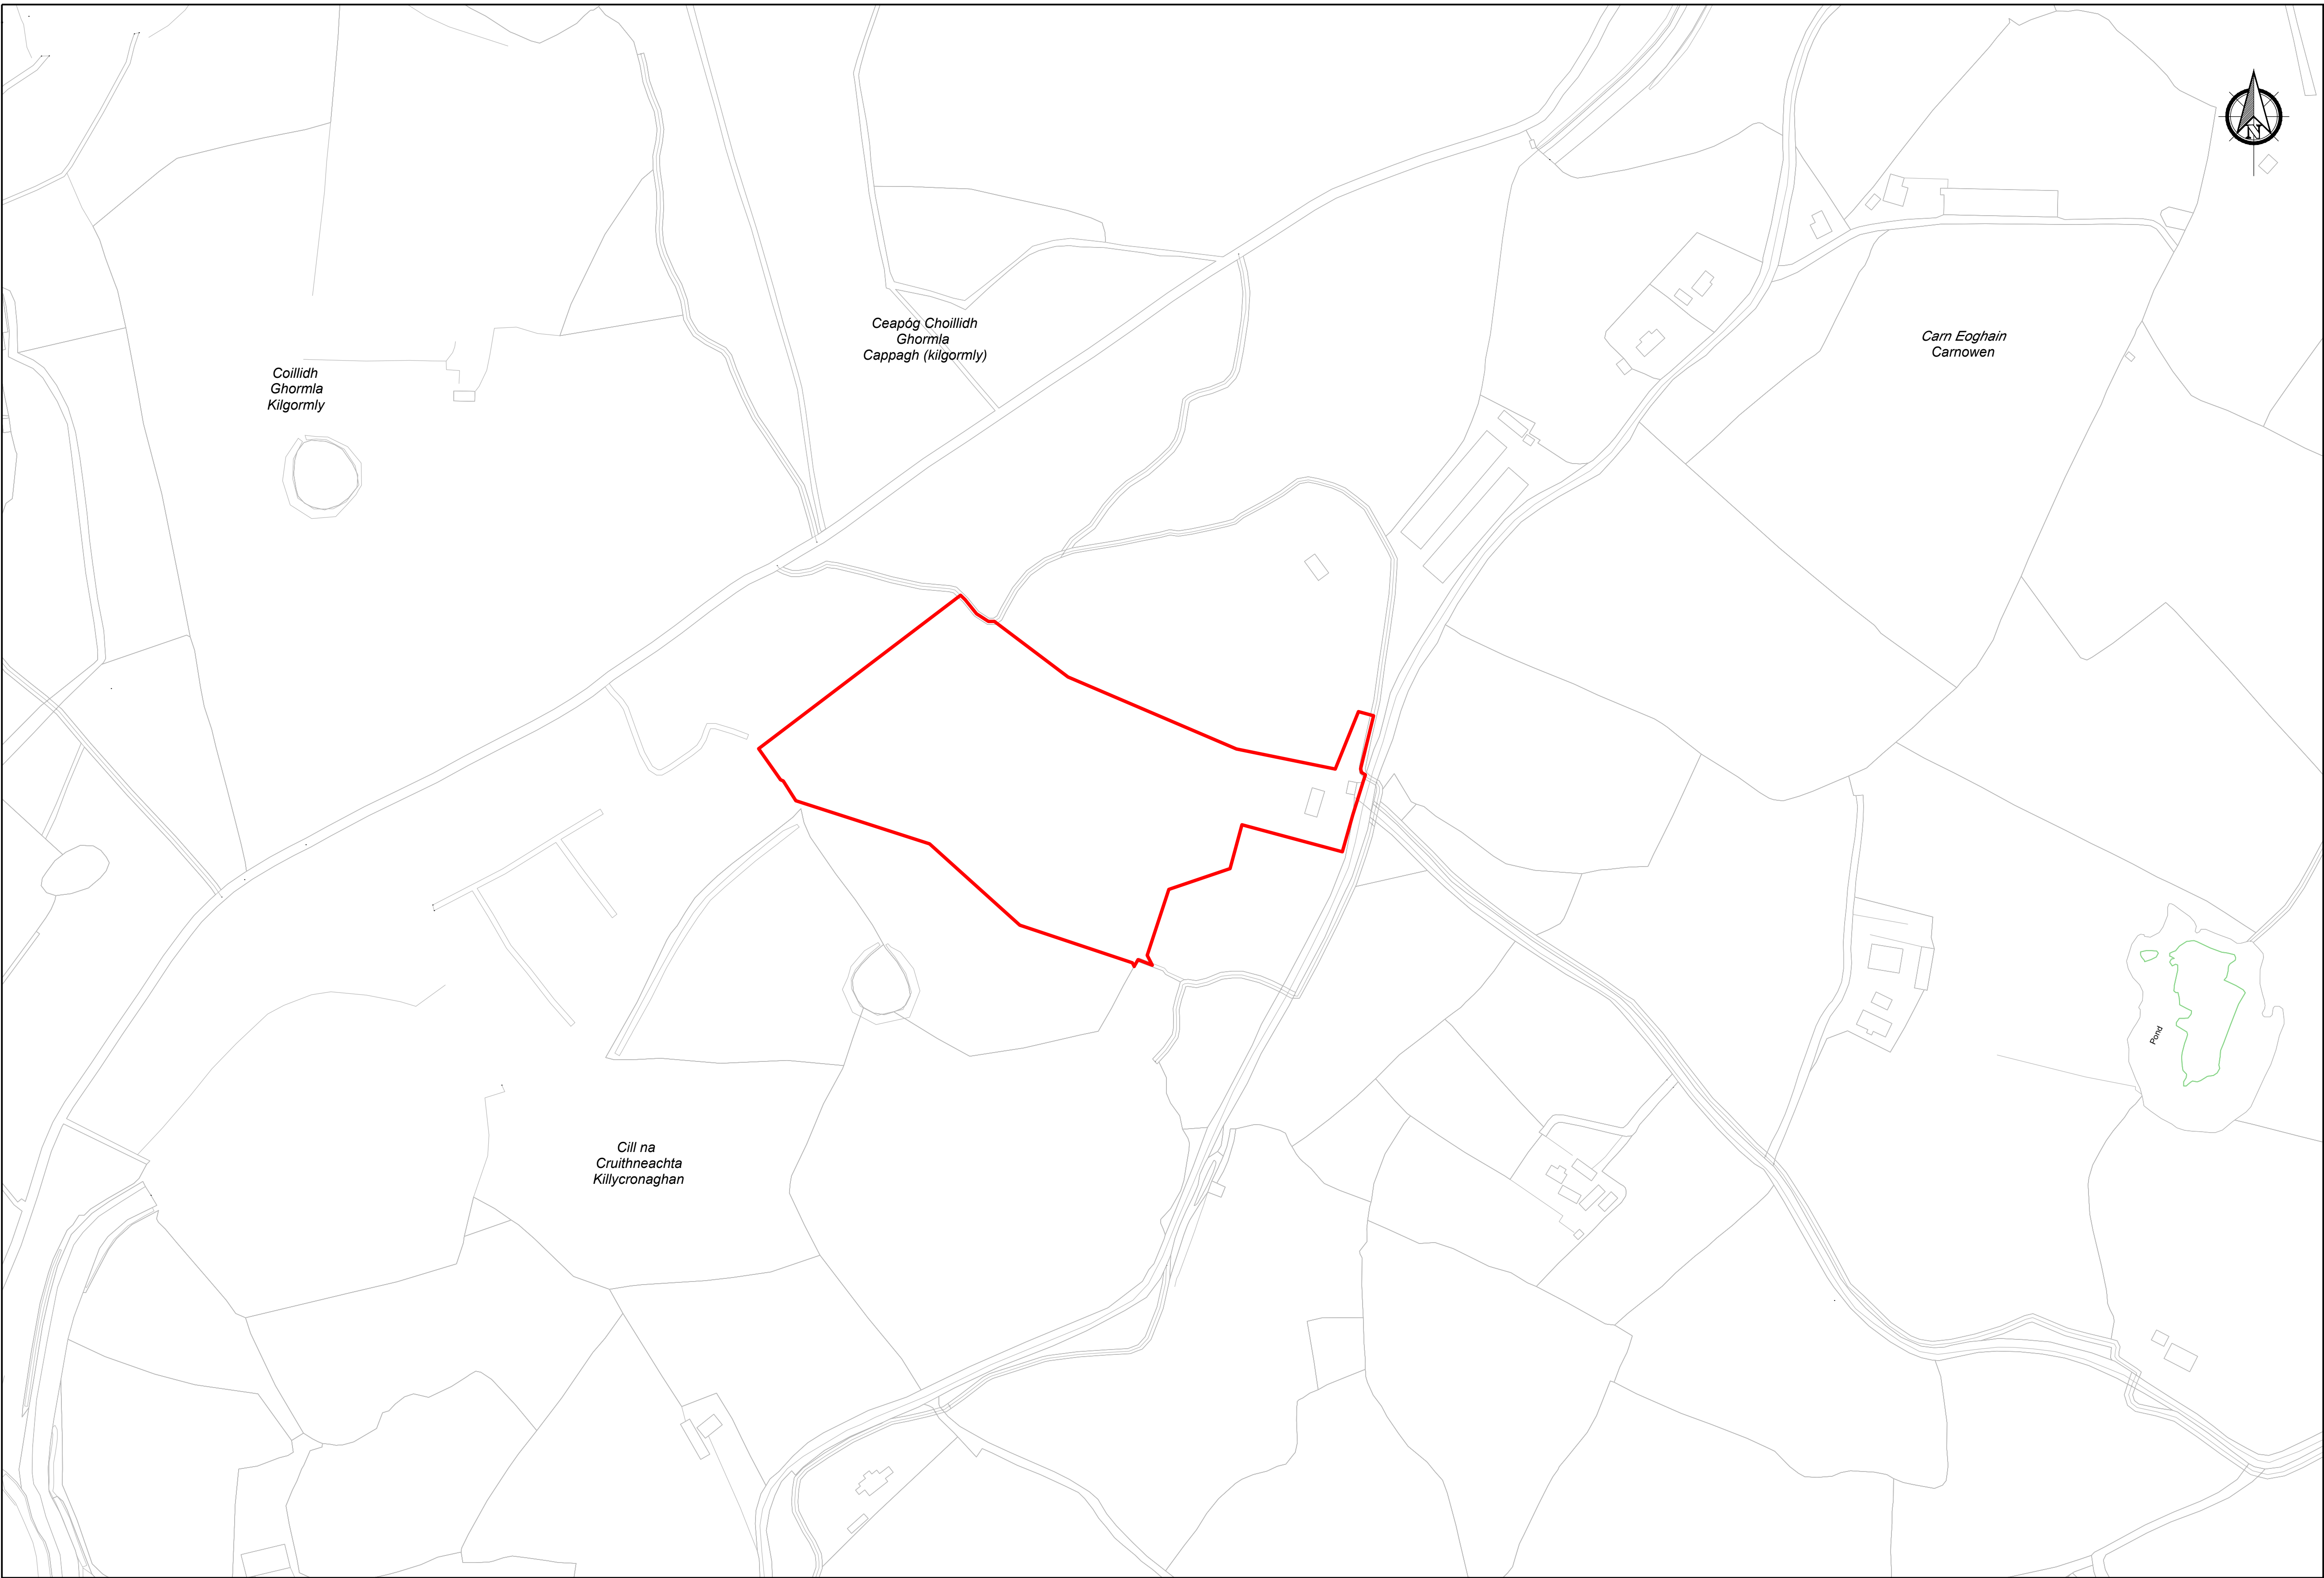 N
Ceapóg Choillidh
Ghormla
Cappagh (kilgormly)
Carn Eoghain
Carnowen
Coillidh
Ghormla
Kilgormly
Pond
Cill na
Cruithneachta
Killycronaghan